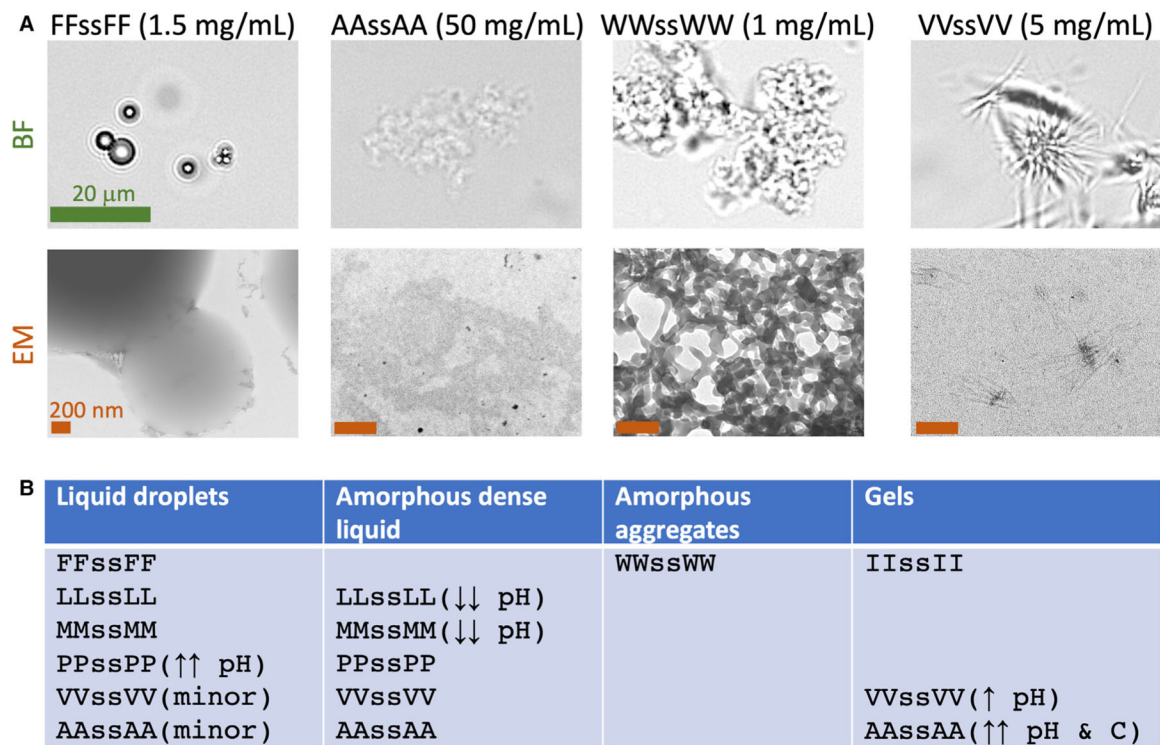 A FFssFF (1.5 mg/mL) AAssAA (50 mg/mL) WWssWW (1 mg/mL) VVssVV (5 mg/mL)
BF
20 μm
EM
200 nm
B
Liquid droplets | Amorphous dense liquid | Amorphous aggregates | Gels
FFssFF WWssWW IIssII
LLssLL LLssLL(↓↓ pH)
MMssMM MMssMM(↓↓ pH)
PPssPP(↑↑ pH) PPssPP
VVssVV(minor) VVssVV VVssVV(↑ pH)
AAssAA(minor) AAssAA AAssAA(↑↑ pH & C)